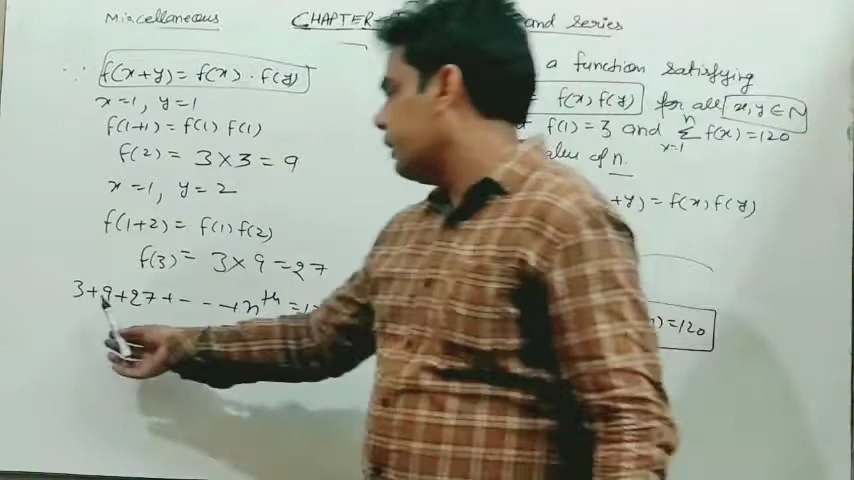 Miscellaneous
CHAPTER and series
∵ f(x+y) = f(x) . f(y)
x=1, y=1
f(1+1) = f(1) f(1)
f(2) = 3×3 = 9
x=1, y=2
f(1+2) = f(1) f(2)
f(3) = 3×9 = 27
3+9+27+- - - +nth =
a function satisfying
= f(x) f(y) for all x,y ∈ N
f(1) = 3 and n Σ x=1 f(x) = 120
of n.
+y) = f(x) f(y)
) = 120